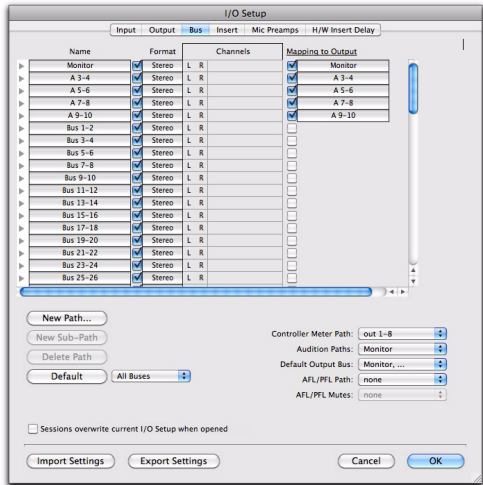 I/O Setup
Input Output Bus Insert Mic Preamps H/W Insert Delay
Name Format Channels Mapping to Output
Monitor Stereo L R Monitor
A 3-4 Stereo L R A 3-4
A 5-6 Stereo L R A 5-6
A 7-8 Stereo L R A 7-8
A 9-10 Stereo L R A 9-10
Bus 1-2 Stereo L R
Bus 3-4 Stereo L R
Bus 5-6 Stereo L R
Bus 7-8 Stereo L R
Bus 9-10 Stereo L R
Bus 11-12 Stereo L R
Bus 13-14 Stereo L R
Bus 15-16 Stereo L R
Bus 17-18 Stereo L R
Bus 19-20 Stereo L R
Bus 21-22 Stereo L R
Bus 23-24 Stereo L R
Bus 25-26 Stereo L R
New Path...
New Sub-Path
Delete Path
Default All Buses
Controller Meter Path: out 1-8
Audition Paths: Monitor
Default Output Bus: Monitor, ...
AFL/PFL Path: none
AFL/PFL Mutes: none
Sessions overwrite current I/O Setup when opened
Import Settings Export Settings Cancel OK